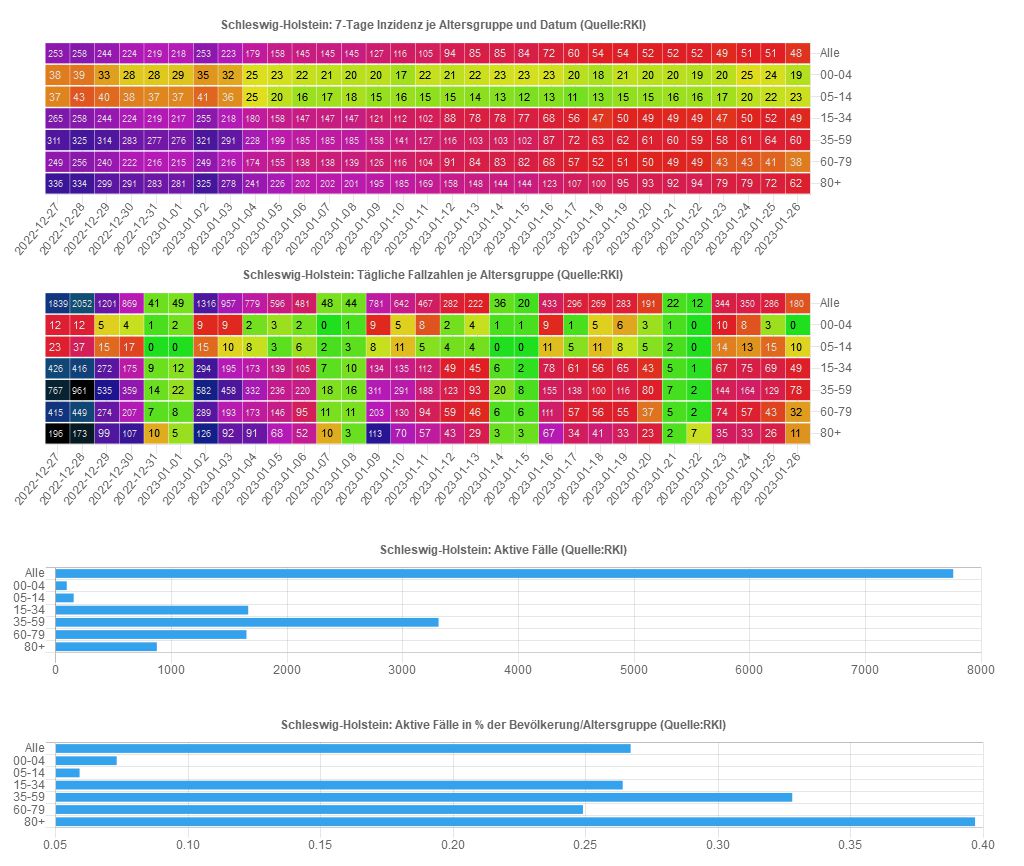 Schleswig-Holstein: 7-Tage Inzidenz je Altersgruppe und Datum (Quelle:RKI)
253 258 244 224 219 218 253 223 179 158 145 145 145 127 116 105 94 85 85 84 72 60 54 54 52 52 52 49 51 51 48 Alle
38 39 33 28 28 29 35 32 25 23 22 21 20 20 17 22 21 22 23 23 23 20 18 21 20 20 19 20 25 24 19 00-04
37 43 40 38 37 37 41 36 25 20 16 17 18 15 16 15 15 14 13 12 13 11 13 15 15 16 16 17 20 22 23 05-14
265 258 244 224 219 217 255 218 180 158 147 147 147 121 112 102 88 78 78 77 68 56 47 50 49 49 49 47 50 52 49 15-34
311 325 314 283 277 276 321 291 228 199 185 185 185 158 141 127 116 103 103 102 87 72 63 62 61 60 59 58 61 64 60 35-59
249 256 240 222 216 215 249 216 174 155 138 138 139 126 116 104 91 84 83 82 68 57 52 51 50 49 49 43 43 41 38 60-79
336 334 299 291 283 281 325 278 241 226 202 202 201 195 185 169 158 148 144 144 123 107 100 95 93 92 94 79 79 72 62 80+
2022-12-27 2022-12-28 2022-12-29 2022-12-30 2022-12-31 2023-01-01 2023-01-02 2023-01-03 2023-01-04 2023-01-05 2023-01-06 2023-01-07 2023-01-08 2023-01-09 2023-01-10 2023-01-11 2023-01-12 2023-01-13 2023-01-14 2023-01-15 2023-01-16 2023-01-17 2023-01-18 2023-01-19 2023-01-20 2023-01-21 2023-01-22 2023-01-23 2023-01-24 2023-01-25 2023-01-26
Schleswig-Holstein: Tägliche Fallzahlen je Altersgruppe (Quelle:RKI)
1839 2052 1201 869 41 49 1316 957 779 596 481 48 44 781 642 467 282 222 36 20 433 296 269 283 191 22 12 344 350 286 180 Alle
12 12 5 4 1 2 9 9 2 3 2 0 1 9 5 8 2 4 1 1 9 1 5 6 3 1 0 10 8 3 0 00-04
23 37 15 17 0 0 15 10 8 3 6 2 3 8 11 5 4 4 0 0 11 5 11 8 5 2 0 14 13 15 10 05-14
426 416 272 175 9 12 294 195 173 139 105 7 10 134 135 112 49 45 6 2 78 61 56 65 43 5 1 67 75 69 49 15-34
767 961 535 359 14 22 582 458 332 236 220 18 16 311 291 188 123 93 20 8 155 138 100 116 80 7 2 144 164 129 78 35-59
415 449 274 207 7 8 289 193 173 146 95 11 11 203 130 94 59 46 6 6 111 57 56 55 37 5 2 74 57 43 32 60-79
196 173 99 107 10 5 126 92 91 68 52 10 3 113 70 57 43 29 3 3 67 34 41 33 23 2 7 35 33 26 11 80+
2022-12-27 2022-12-28 2022-12-29 2022-12-30 2022-12-31 2023-01-01 2023-01-02 2023-01-03 2023-01-04 2023-01-05 2023-01-06 2023-01-07 2023-01-08 2023-01-09 2023-01-10 2023-01-11 2023-01-12 2023-01-13 2023-01-14 2023-01-15 2023-01-16 2023-01-17 2023-01-18 2023-01-19 2023-01-20 2023-01-21 2023-01-22 2023-01-23 2023-01-24 2023-01-25 2023-01-26
Schleswig-Holstein: Aktive Fälle (Quelle:RKI)
Alle
00-04
05-14
15-34
35-59
60-79
80+
0 1000 2000 3000 4000 5000 6000 7000 8000
Schleswig-Holstein: Aktive Fälle in % der Bevölkerung/Altersgruppe (Quelle:RKI)
Alle
00-04
05-14
15-34
35-59
60-79
80+
0.05 0.10 0.15 0.20 0.25 0.30 0.35 0.40